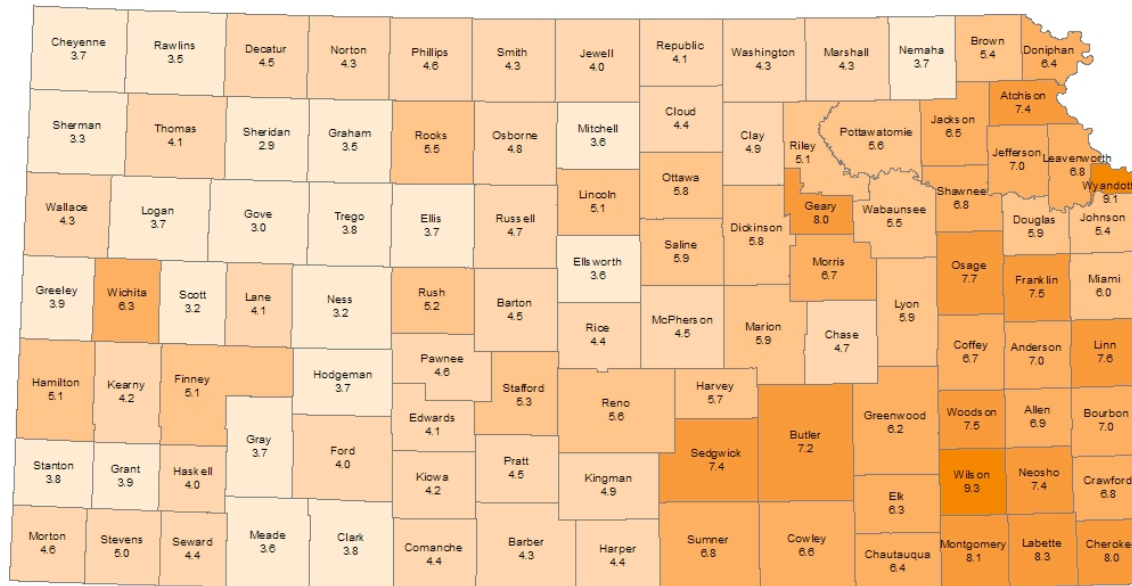 Cheyenne
3.7
Rawlins
3.5
Decatur
4.5
Norton
4.3
Phillips
4.6
Smith
4.3
Jewell
4.0
Republic
4.1
Washington
4.3
Marshall
4.3
Nemaha
3.7
Brown
5.4
Doniphan
6.4
Atchison
7.4
Sherman
3.3
Thomas
4.1
Sheridan
2.9
Graham
3.5
Rooks
5.5
Osborne
4.8
Mitchell
3.6
Cloud
4.4
Clay
4.9
Riley
5.1
Pottawatomie
5.6
Jackson
6.5
Jefferson
7.0
Leavenworth
6.8
Wyandott
9.1
Wallace
4.3
Logan
3.7
Gove
3.0
Trego
3.8
Ellis
3.7
Russell
4.7
Lincoln
5.1
Ottawa
5.8
Saline
5.9
Dickinson
5.8
Geary
8.0
Wabaunsee
5.5
Shawnee
6.8
Douglas
5.9
Johnson
5.4
Ellsworth
3.6
Morris
6.7
Osage
7.7
Franklin
7.5
Miami
6.0
Greeley
3.9
Wichita
6.3
Scott
3.2
Lane
4.1
Ness
3.2
Rush
5.2
Barton
4.5
Rice
4.4
McPherson
4.5
Marion
5.9
Chase
4.7
Lyon
5.9
Coffey
6.7
Anderson
7.0
Linn
7.6
Hamilton
5.1
Kearny
4.2
Finney
5.1
Hodgeman
3.7
Pawnee
4.6
Stafford
5.3
Edwards
4.1
Reno
5.6
Harvey
5.7
Butler
7.2
Greenwood
6.2
Woodson
7.5
Allen
6.9
Bourbon
7.0
Stanton
3.8
Grant
3.9
Haskell
4.0
Gray
3.7
Ford
4.0
Kiowa
4.2
Pratt
4.5
Kingman
4.9
Sedgwick
7.4
Elk
6.3
Wilson
9.3
Neosho
7.4
Crawford
6.8
Morton
4.6
Stevens
5.0
Seward
4.4
Meade
3.6
Clark
3.8
Comanche
4.4
Barber
4.3
Harper
4.4
Sumner
6.8
Cowley
6.6
Chautauqua
6.4
Montgomery
8.1
Labette
8.3
Cheroke
8.0